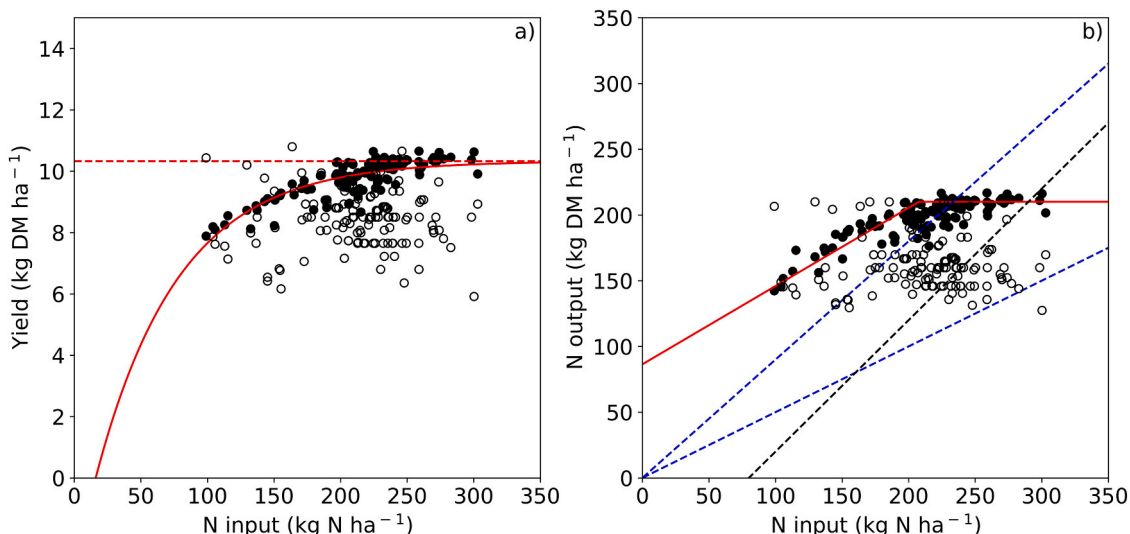 a)
14
12
10
8
6
4
2
0
Yield (kg DM ha⁻¹)
0 50 100 150 200 250 300 350
N input (kg N ha⁻¹)
b)
350
300
250
200
150
100
50
0
N output (kg DM ha⁻¹)
0 50 100 150 200 250 300 350
N input (kg N ha⁻¹)